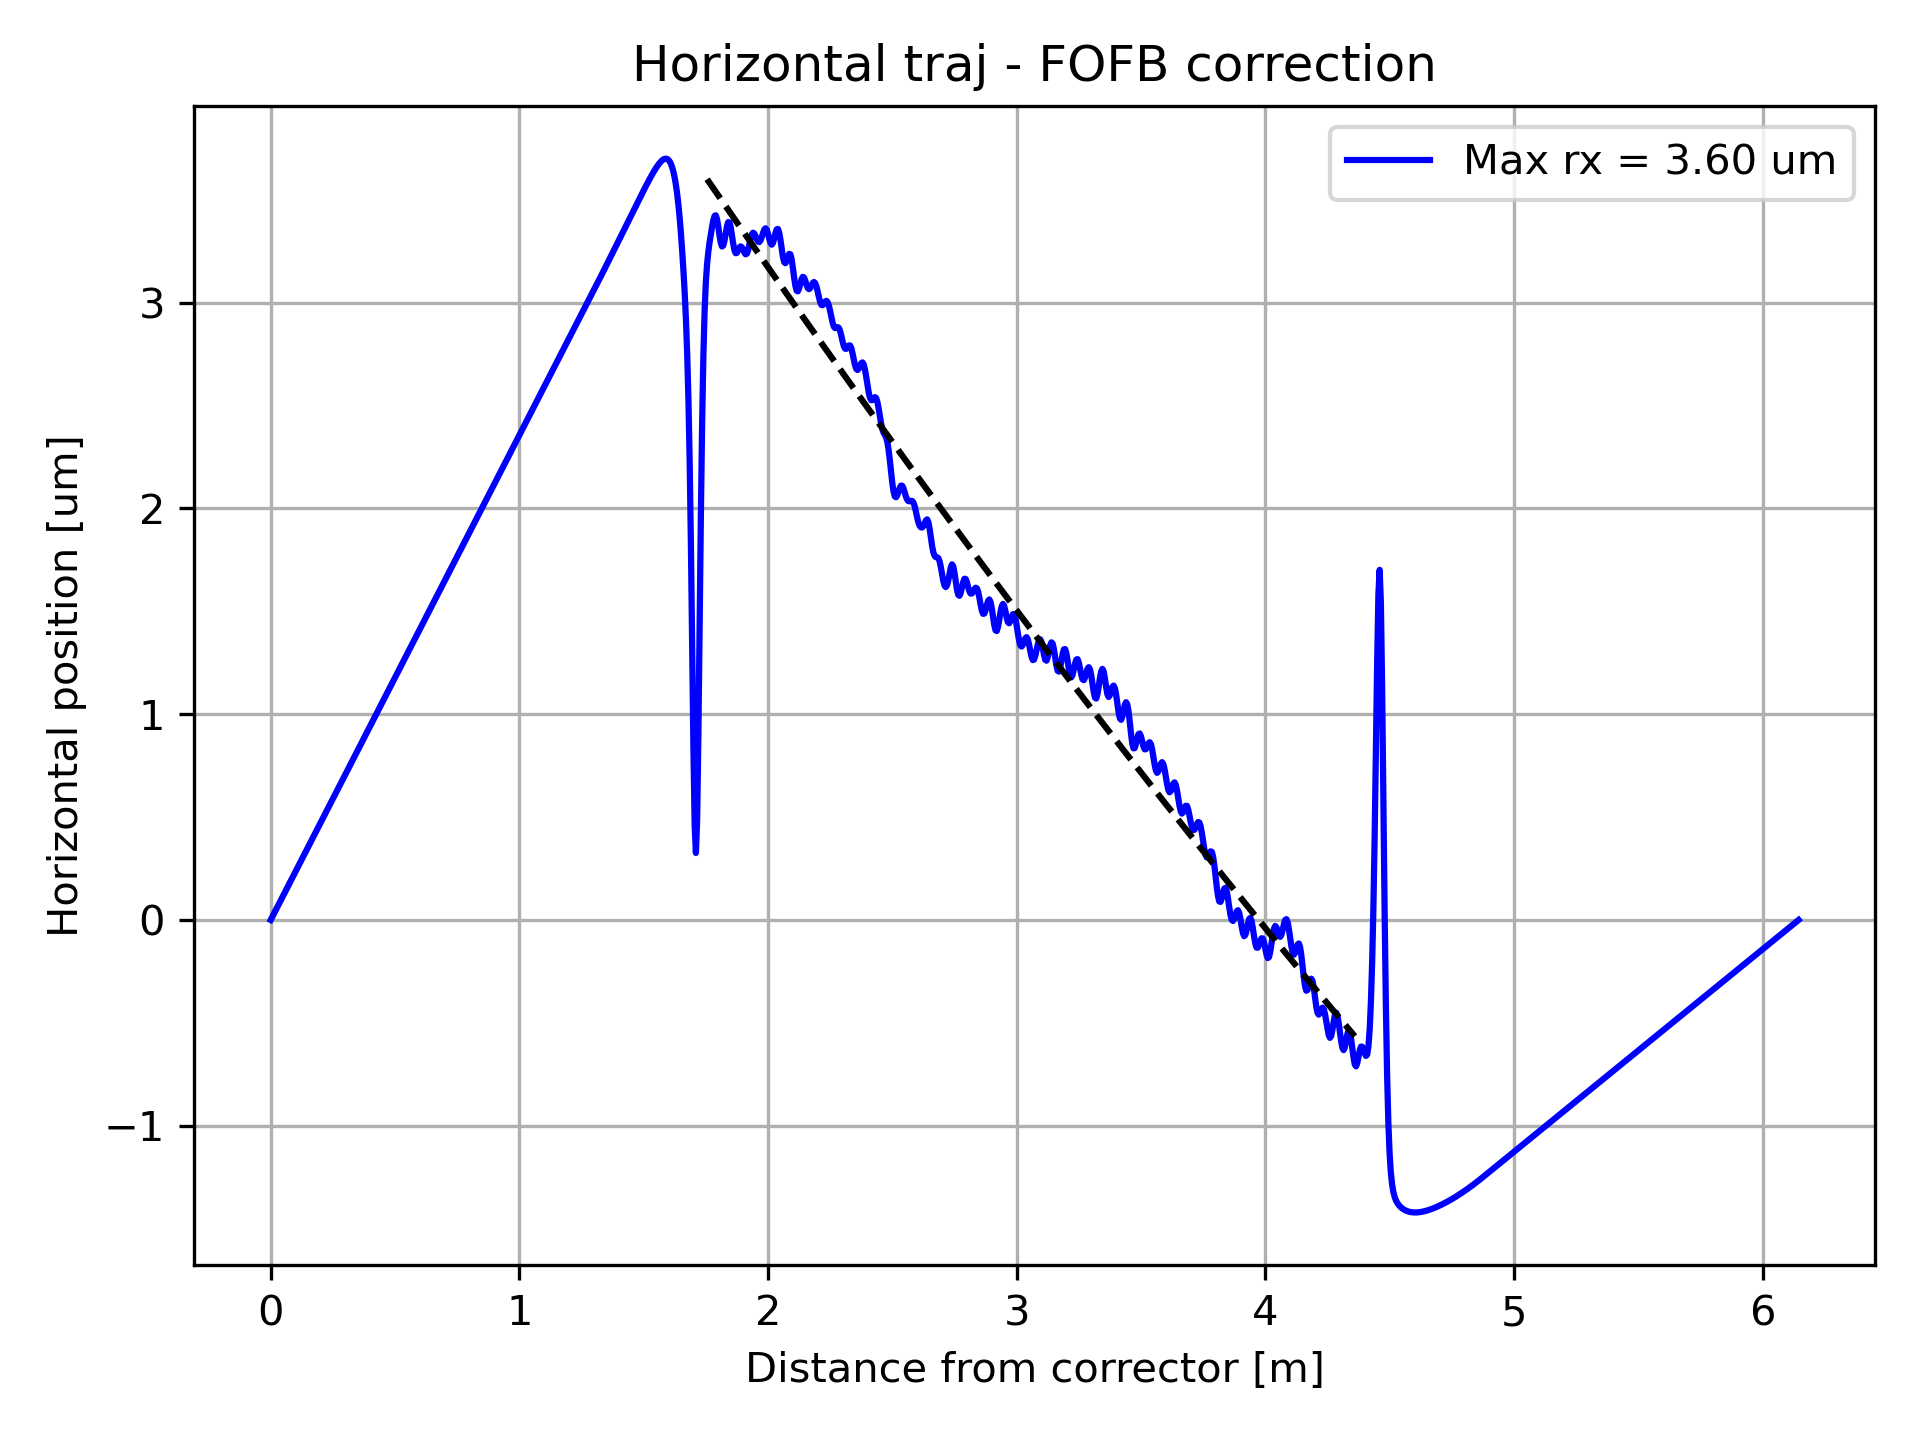 Horizontal traj - FOFB correction
Max rx = 3.60 um
Horizontal position [um]
3
2
1
0
−1
0 1 2 3 4 5 6
Distance from corrector [m]